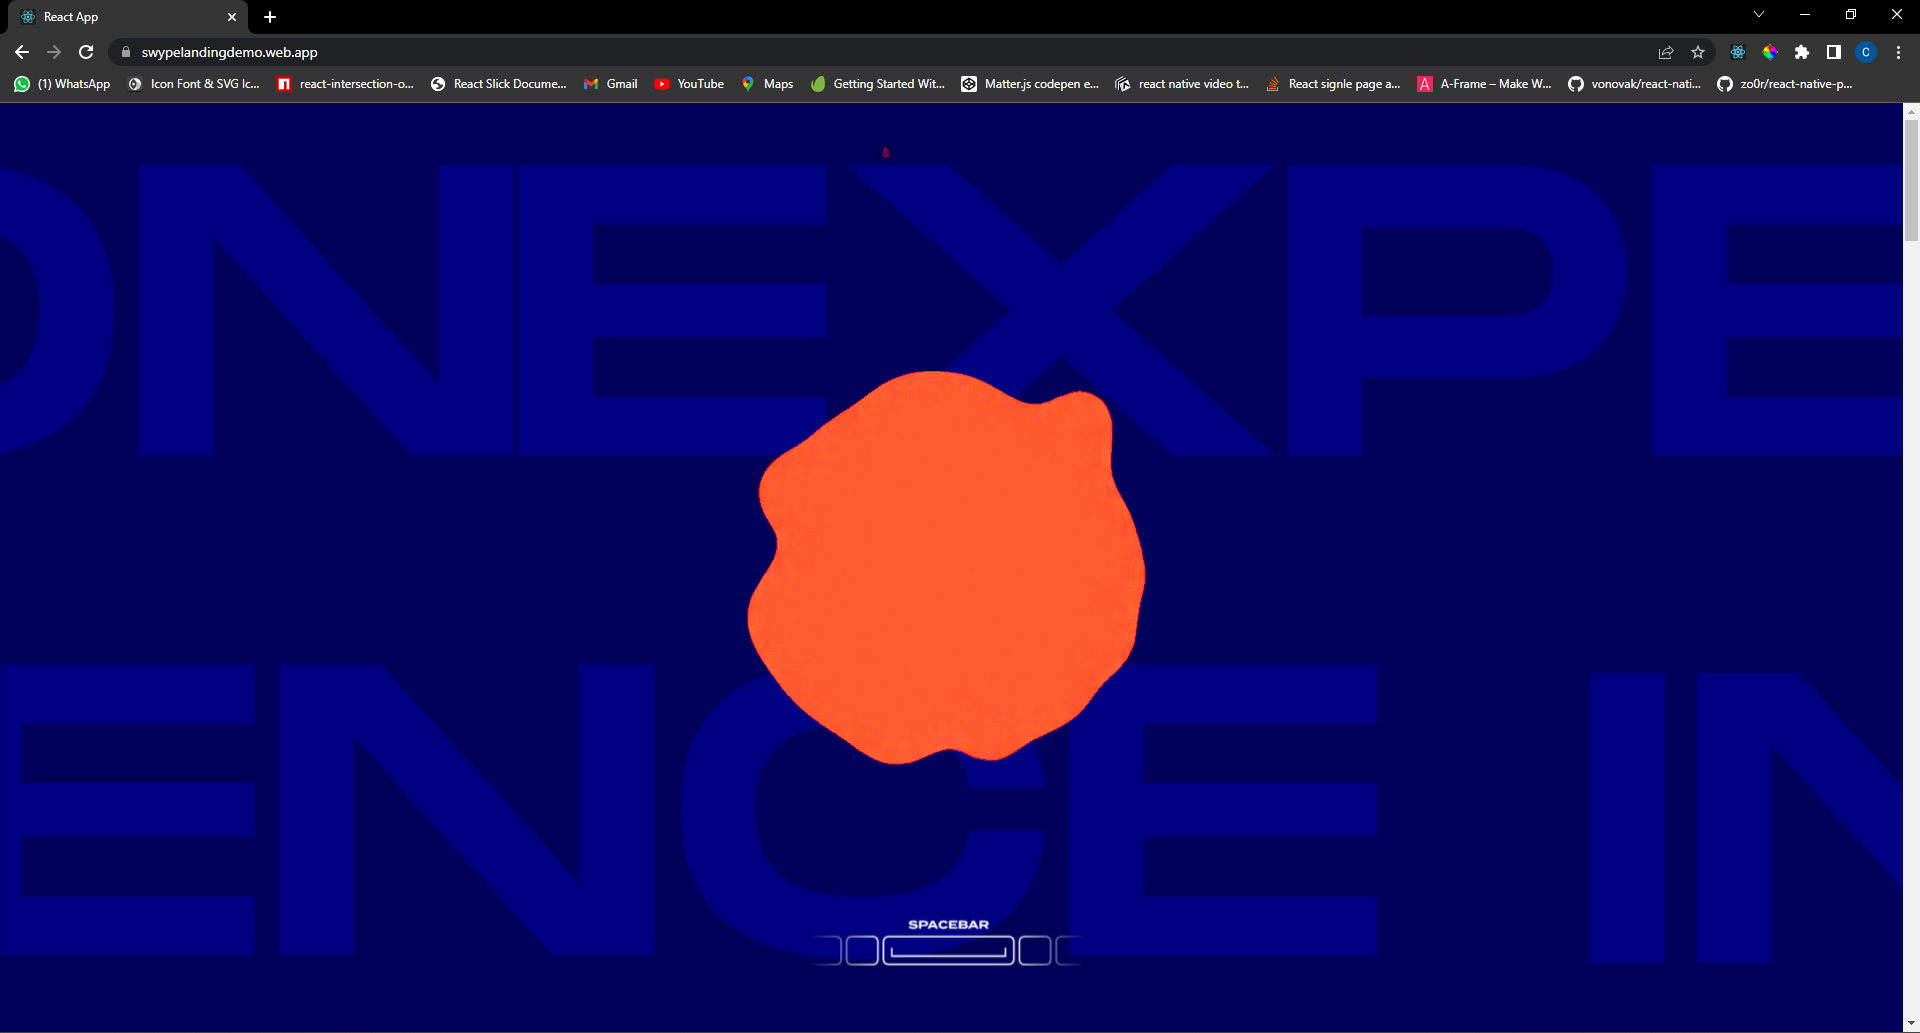 React App
swypelandingdemo.web.app
C
(1) WhatsApp
Icon Font & SVG Ic...
react-intersection-o...
React Slick Docume...
Gmail
YouTube
Maps
Getting Started Wit...
Matter.js codepen e...
react native video t...
React signle page a...
A-Frame – Make W...
vonovak/react-nati...
zo0r/react-native-p...
ONEXPE
ENCE IN
SPACEBAR